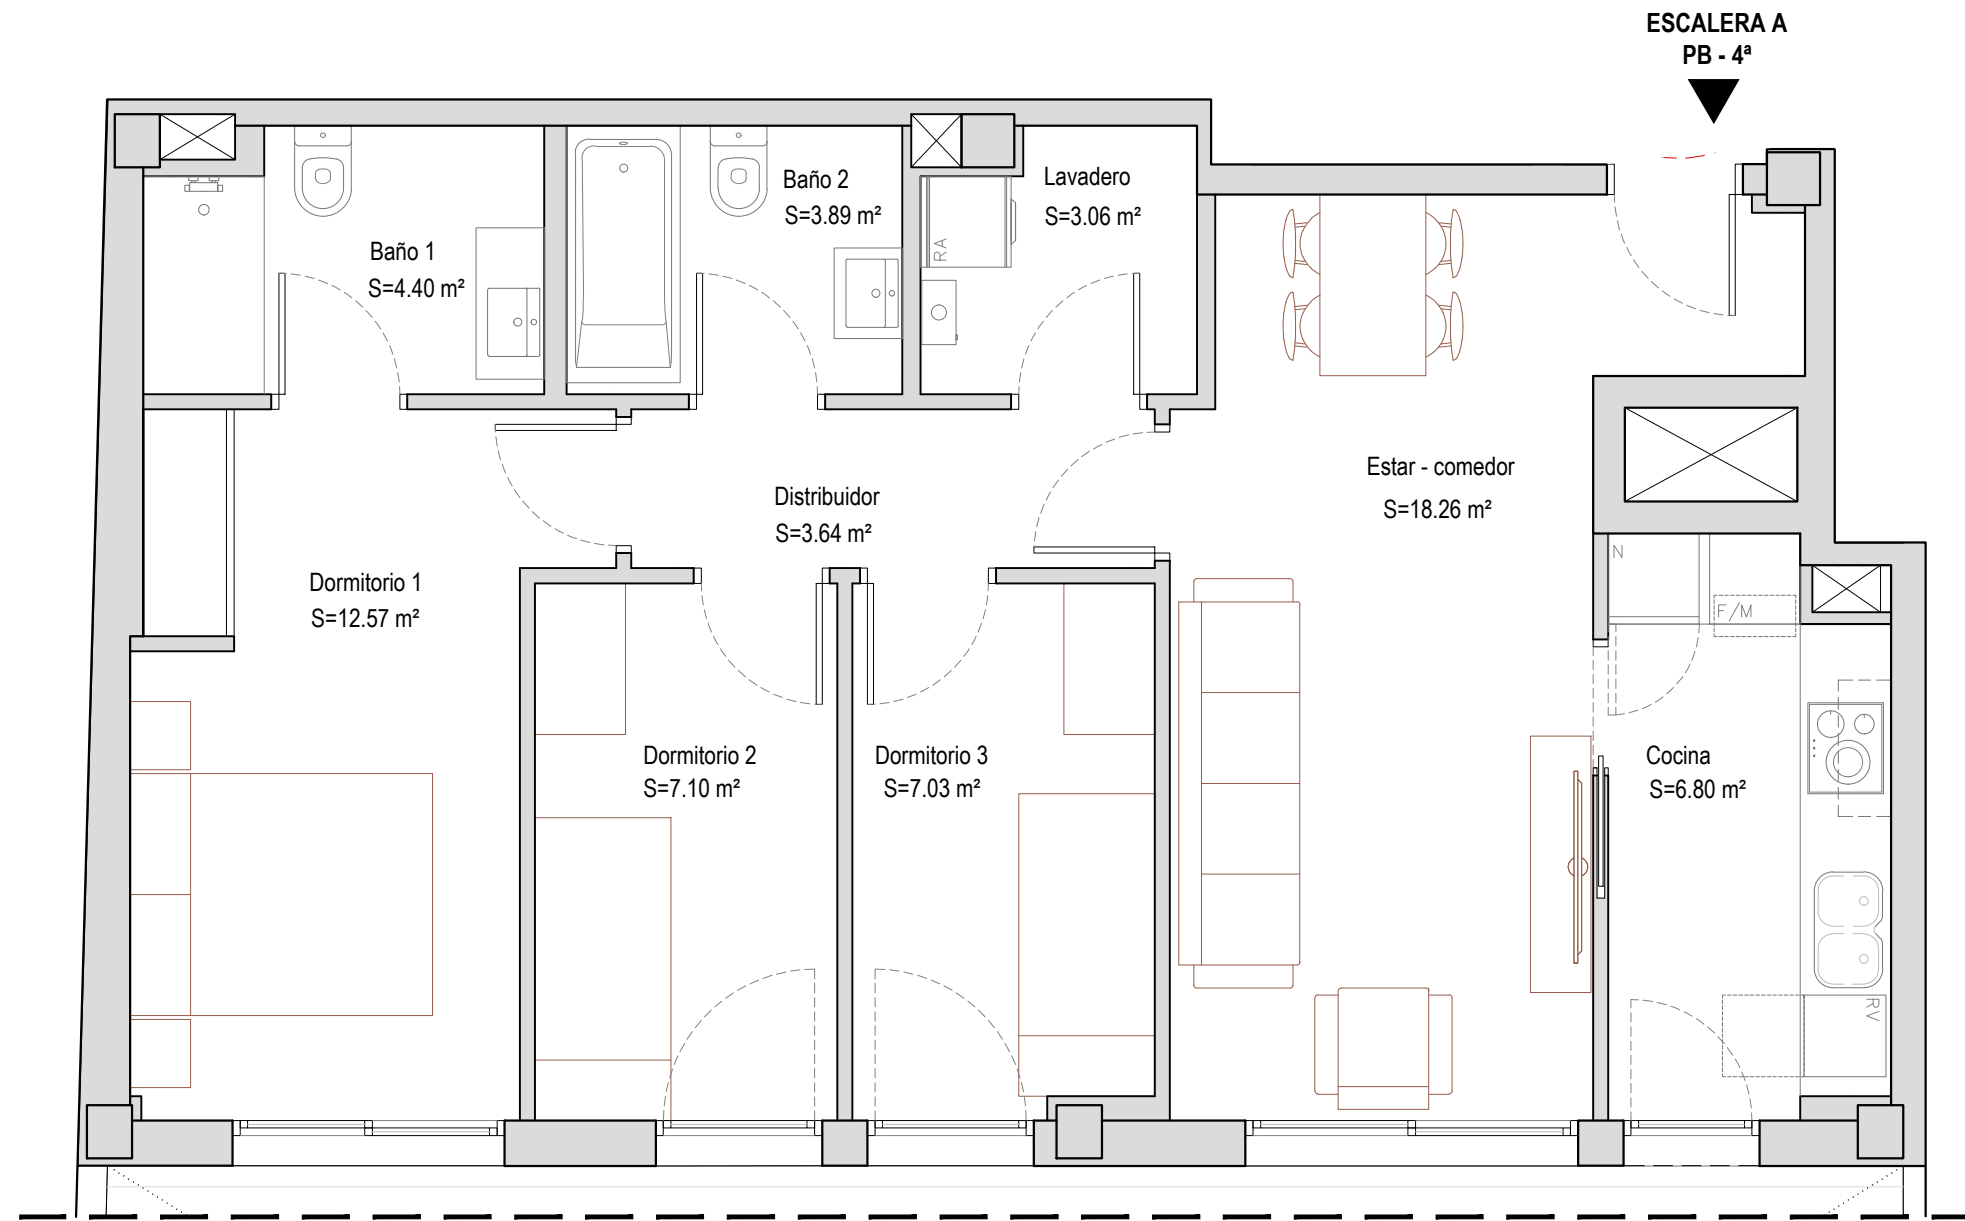 ESCALERA A
PB - 4ª
Baño 1
S=4.40 m²
Baño 2
S=3.89 m²
Lavadero
S=3.06 m²
RA
Distribuidor
S=3.64 m²
Estar - comedor
S=18.26 m²
Dormitorio 1
S=12.57 m²
N
F/M
Dormitorio 2
S=7.10 m²
Dormitorio 3
S=7.03 m²
Cocina
S=6.80 m²
RV